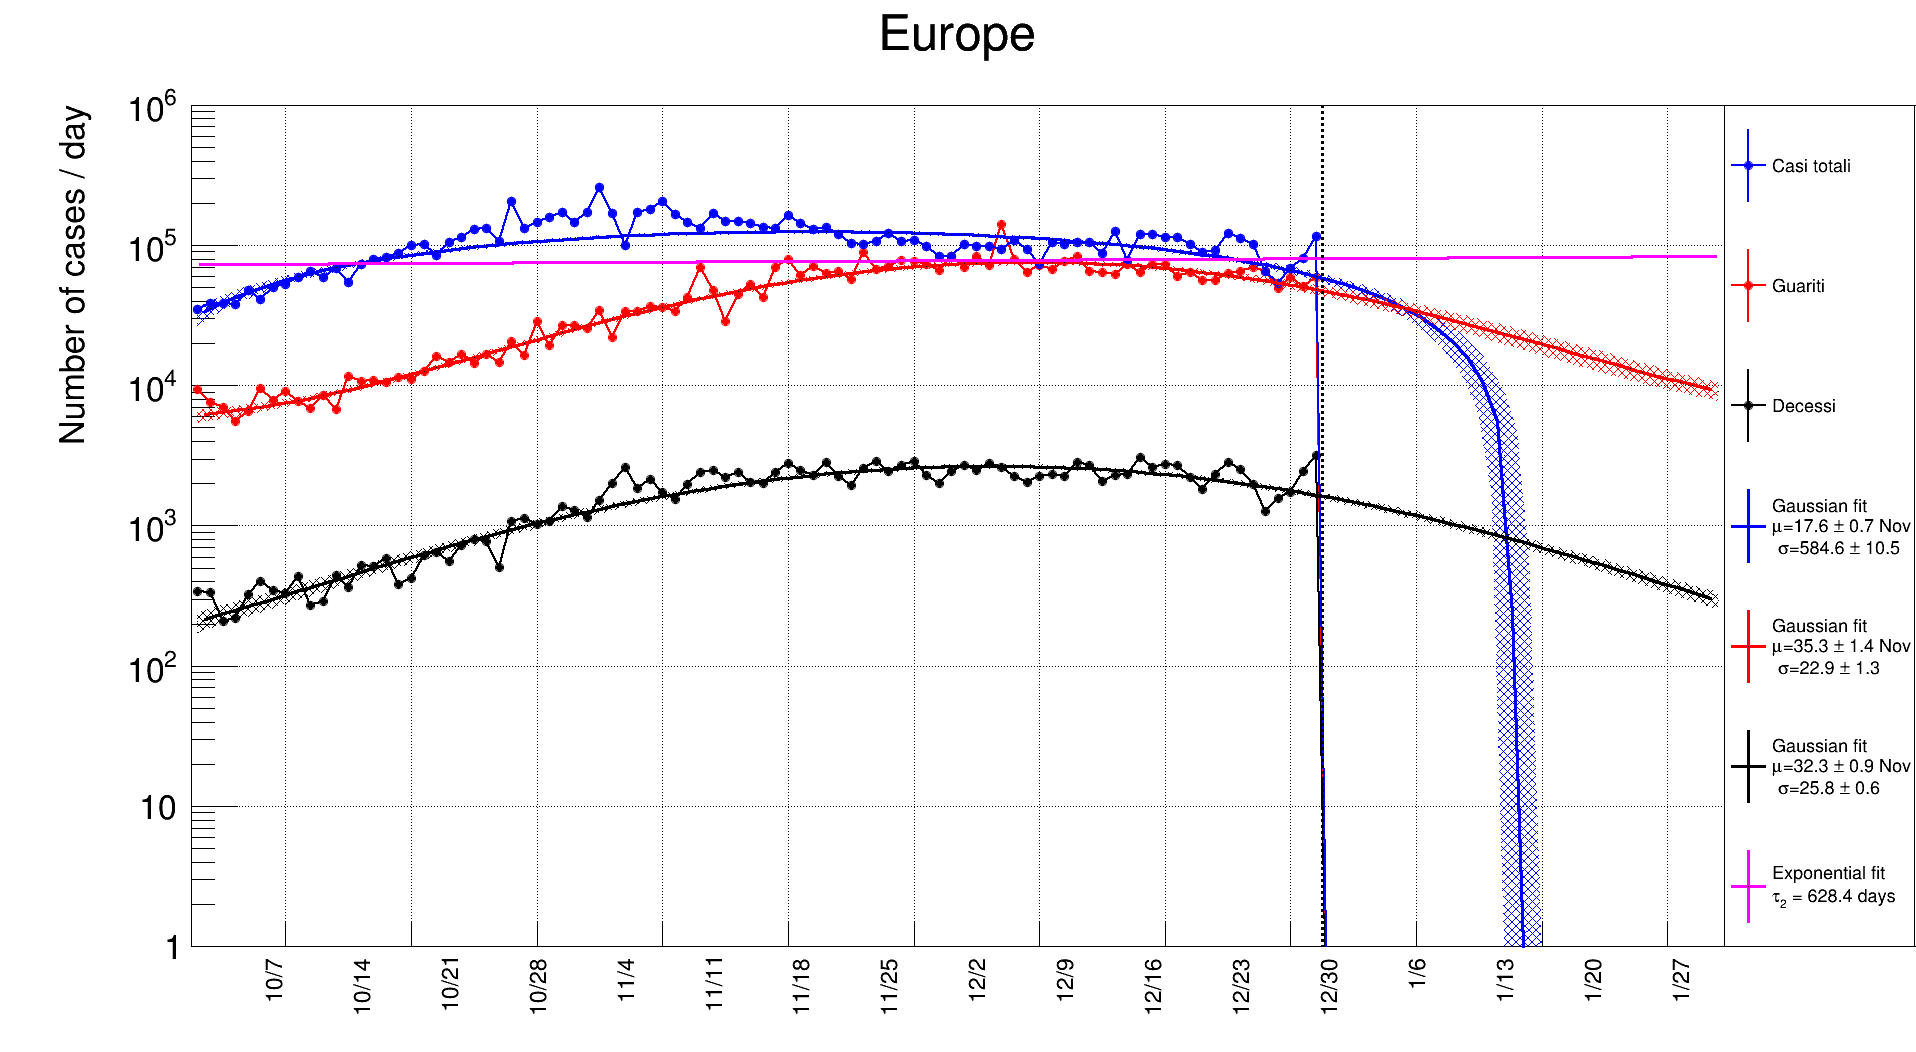 Europe
Number of cases / day
10^6
10^5
10^4
10^3
10^2
10
1
10/7
10/14
10/21
10/28
11/4
11/11
11/18
11/25
12/2
12/9
12/16
12/23
12/30
1/6
1/13
1/20
1/27
Casi totali
Guariti
Decessi
Gaussian fit
μ=17.6 ± 0.7 Nov
σ=584.6 ± 10.5
Gaussian fit
μ=35.3 ± 1.4 Nov
σ=22.9 ± 1.3
Gaussian fit
μ=32.3 ± 0.9 Nov
σ=25.8 ± 0.6
Exponential fit
τ₂ = 628.4 days